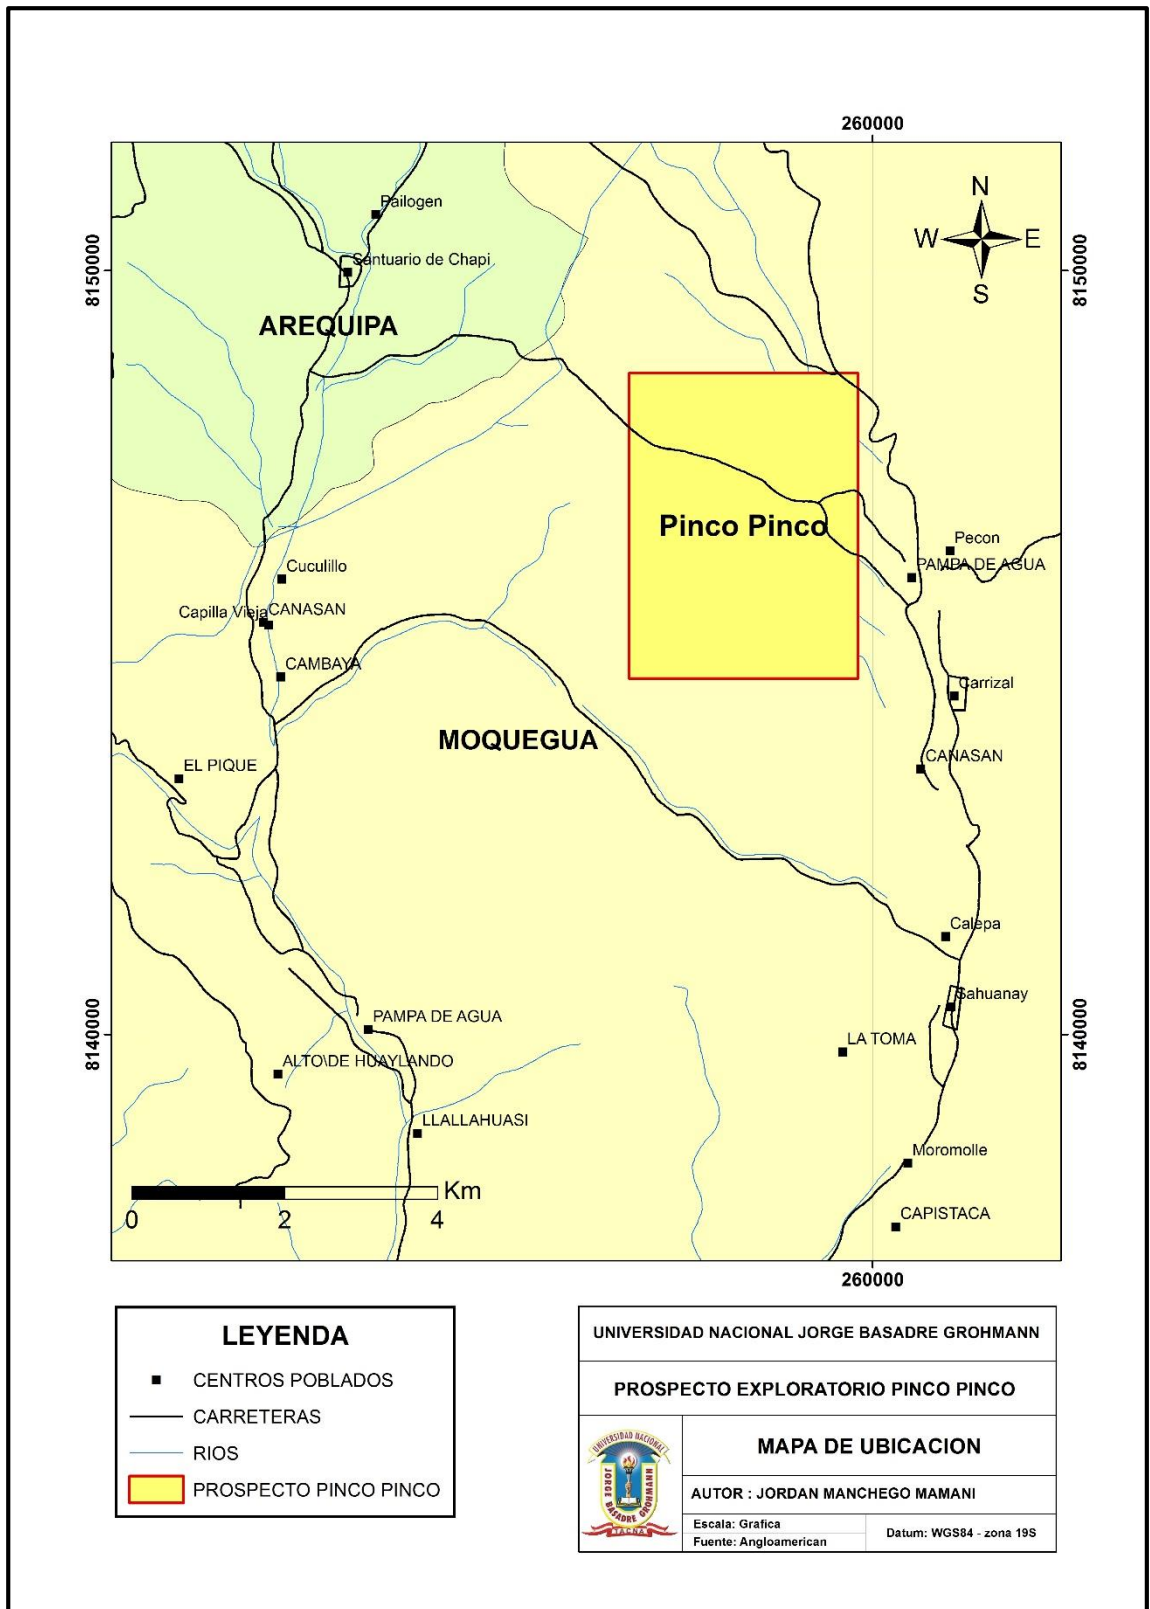 260000
N
W E
S
8150000
8150000
Pailogen
Santuario de Chapi
AREQUIPA
Pinco Pinco
Pecon
PAMPA DE AGUA
Cuculillo
Capilla Vieja
CANASAN
CAMBAYA
Carrizal
MOQUEGUA
EL PIQUE
CANASAN
Calepa
Sahuanay
8140000
8140000
PAMPA DE AGUA
LA TOMA
ALTO\DE HUAYLANDO
LLALLAHUASI
Moromolle
CAPISTACA
Km
0 2 4
260000
LEYENDA
CENTROS POBLADOS
CARRETERAS
RIOS
PROSPECTO PINCO PINCO
UNIVERSIDAD NACIONAL JORGE BASADRE GROHMANN
PROSPECTO EXPLORATORIO PINCO PINCO
UNIVERSIDAD NACIONAL
JORGE BASADRE GROHMANN
TACNA
MAPA DE UBICACION
AUTOR : JORDAN MANCHEGO MAMANI
Escala: Grafica
Fuente: Angloamerican
Datum: WGS84 - zona 19S